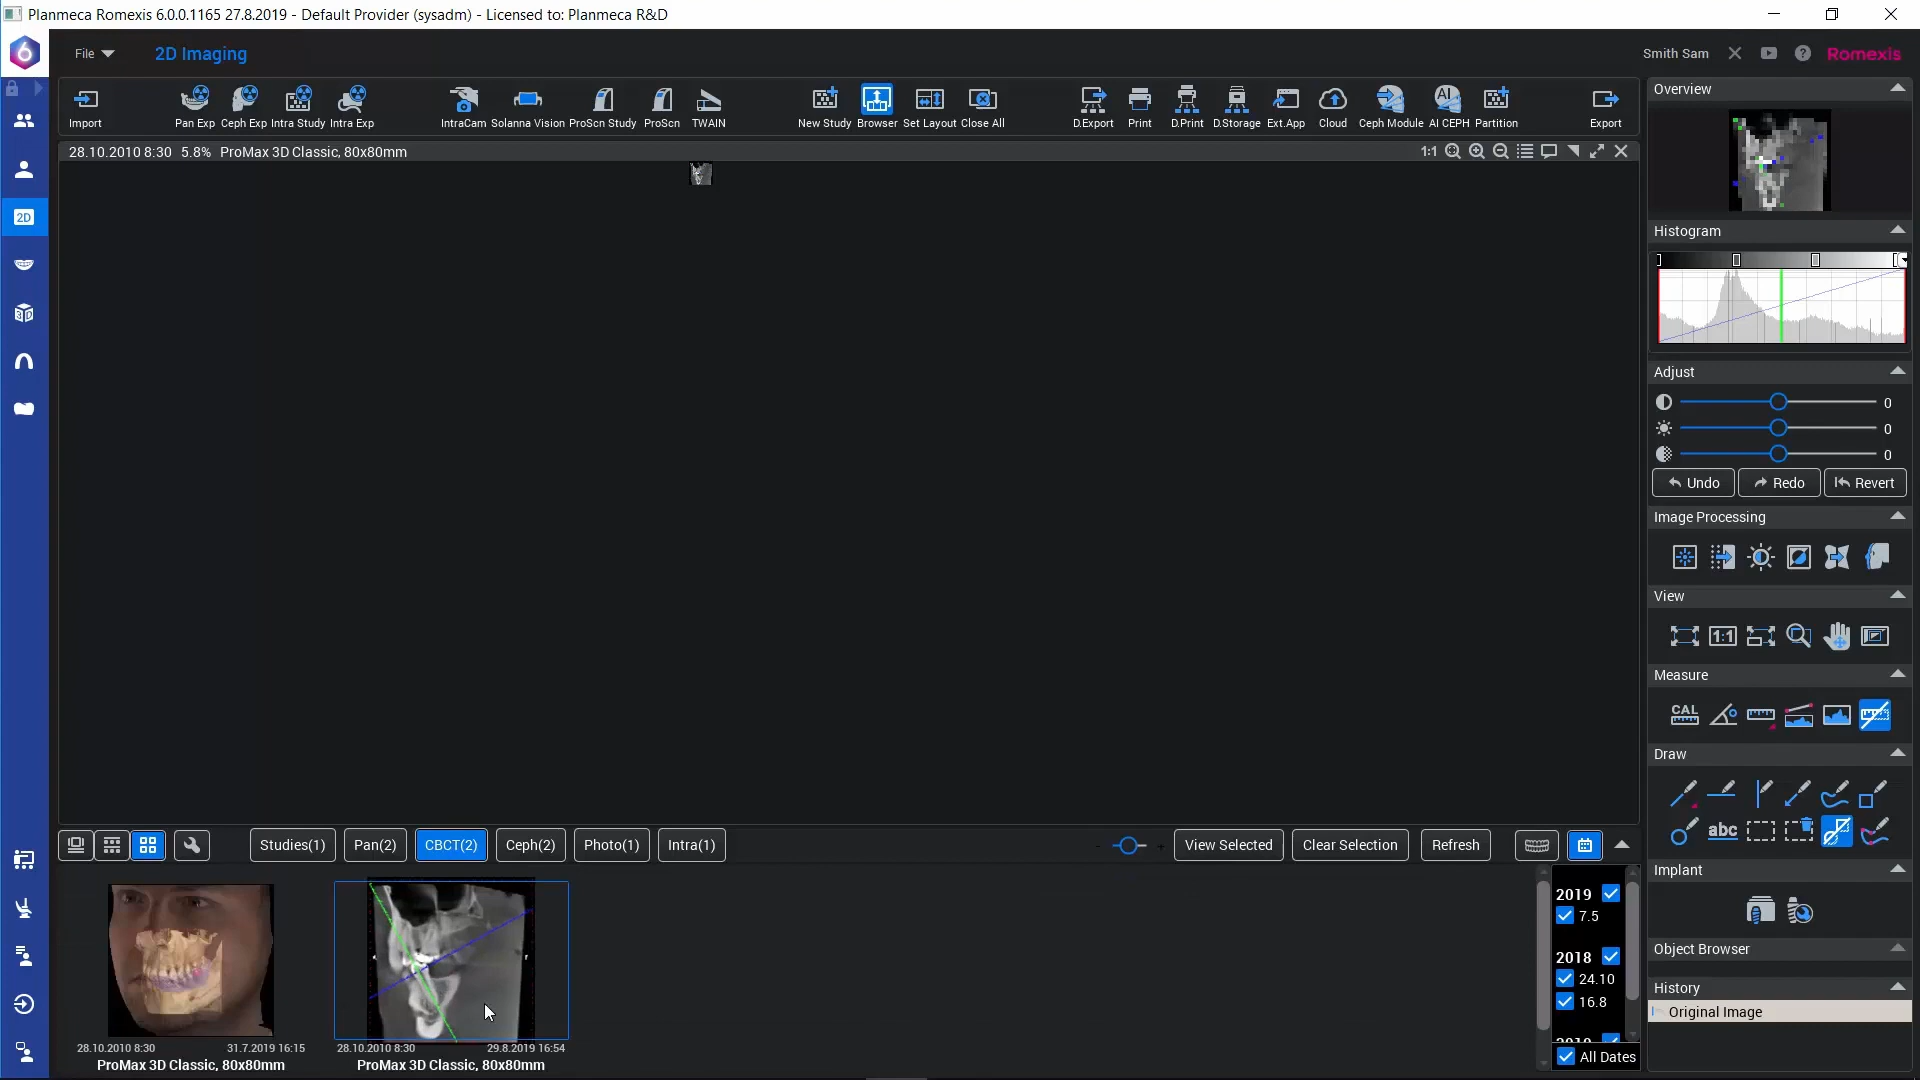 Planmeca Romexis 6.0.0.1165 27.8.2019 - Default Provider (sysadm) - Licensed to: Planmeca R&D
6
File
2D Imaging
Smith Sam
Romexis
Import
Pan Exp
Ceph Exp
Intra Study
Intra Exp
IntraCam
Solanna Vision
ProScn Study
ProScn
TWAIN
New Study
Browser
Set Layout
Close All
D.Export
Print
D.Print
D.Storage
Ext.App
Cloud
Ceph Module
AI CEPH
Partition
Export
28.10.2010 8:30 5.8% ProMax 3D Classic, 80x80mm
1:1
2D
3D
Overview
Histogram
Adjust
0
0
0
Undo
Redo
Revert
Image Processing
View
1:1
Measure
CAL
Draw
abc
Implant
Object Browser
History
Original Image
Studies(1)
Pan(2)
CBCT(2)
Ceph(2)
Photo(1)
Intra(1)
View Selected
Clear Selection
Refresh
28.10.2010 8:30
31.7.2019 16:15
ProMax 3D Classic, 80x80mm
28.10.2010 8:30
29.8.2019 16:54
ProMax 3D Classic, 80x80mm
2019
7.5
2018
24.10
16.8
All Dates